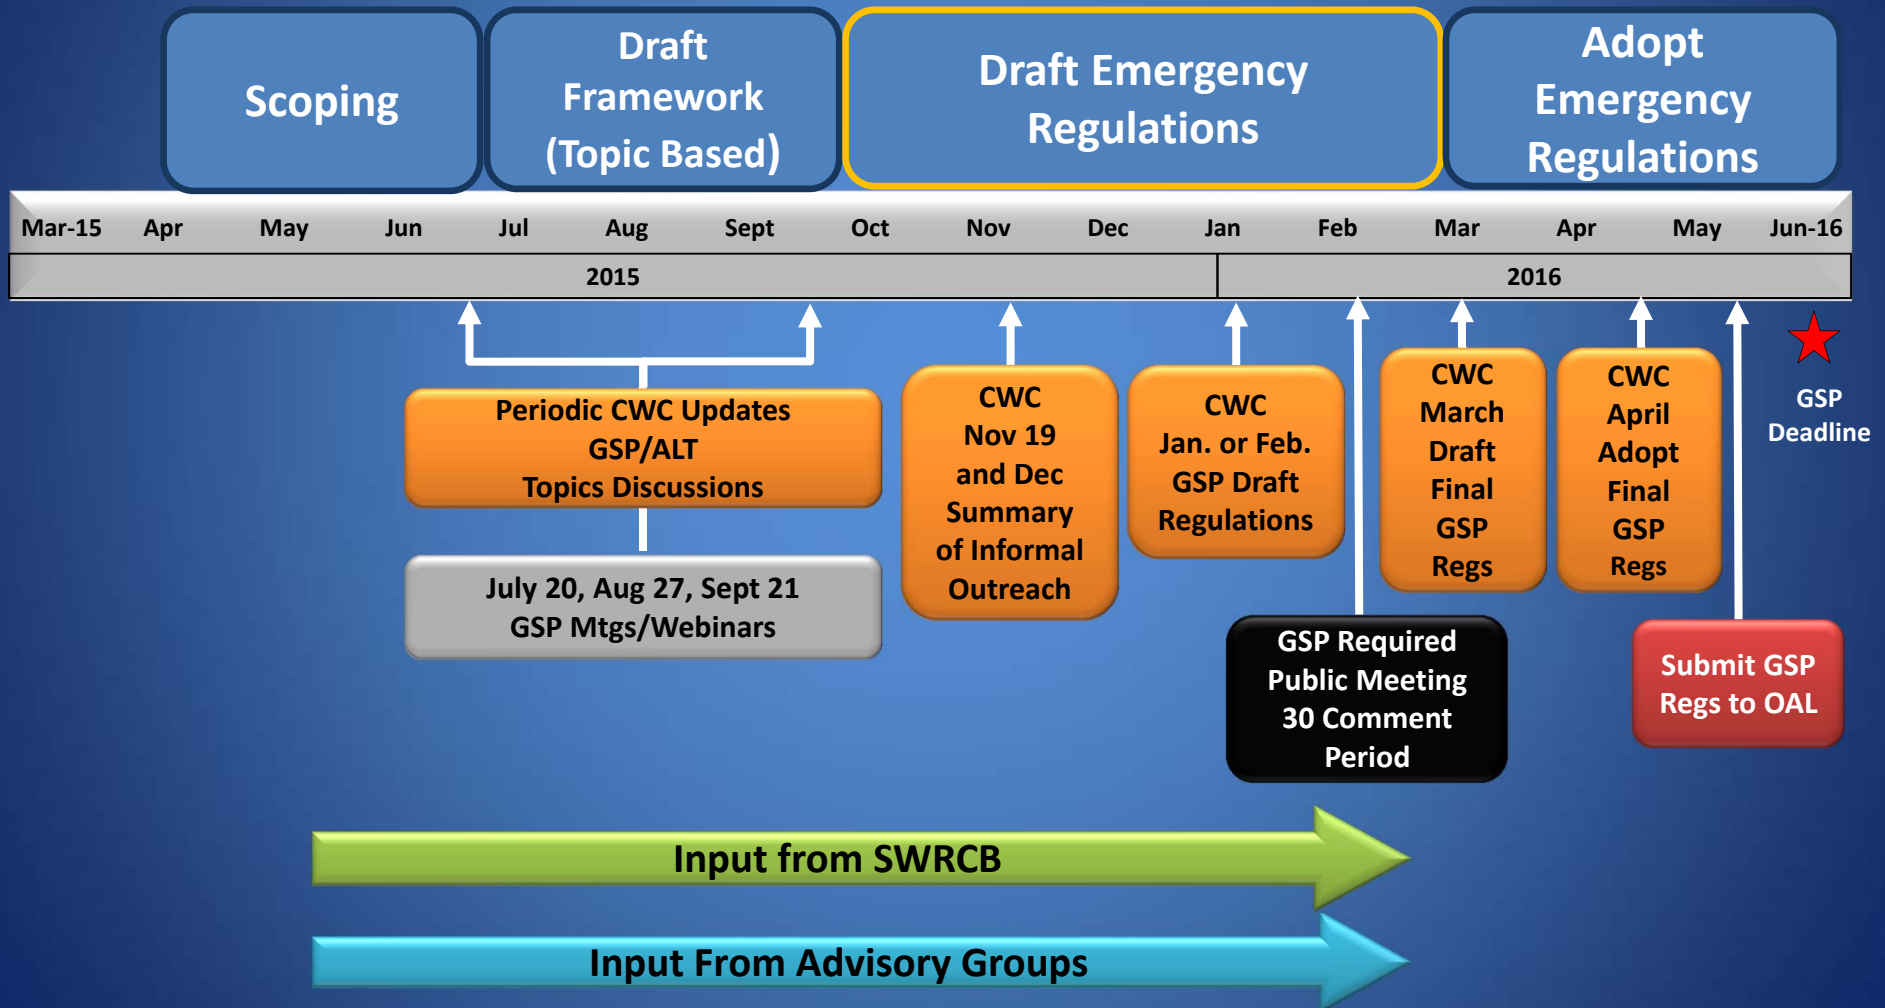 Scoping
Draft
Framework
(Topic Based)
Draft Emergency
Regulations
Adopt
Emergency
Regulations
Mar-15 Apr May Jun Jul Aug Sept Oct Nov Dec Jan Feb Mar Apr May Jun-16
2015 2016
Periodic CWC Updates
GSP/ALT
Topics Discussions
July 20, Aug 27, Sept 21
GSP Mtgs/Webinars
CWC
Nov 19
and Dec
Summary
of Informal
Outreach
CWC
Jan. or Feb.
GSP Draft
Regulations
GSP Required
Public Meeting
30 Comment
Period
CWC
March
Draft
Final
GSP
Regs
CWC
April
Adopt
Final
GSP
Regs
Submit GSP
Regs to OAL
GSP
Deadline
Input from SWRCB
Input From Advisory Groups